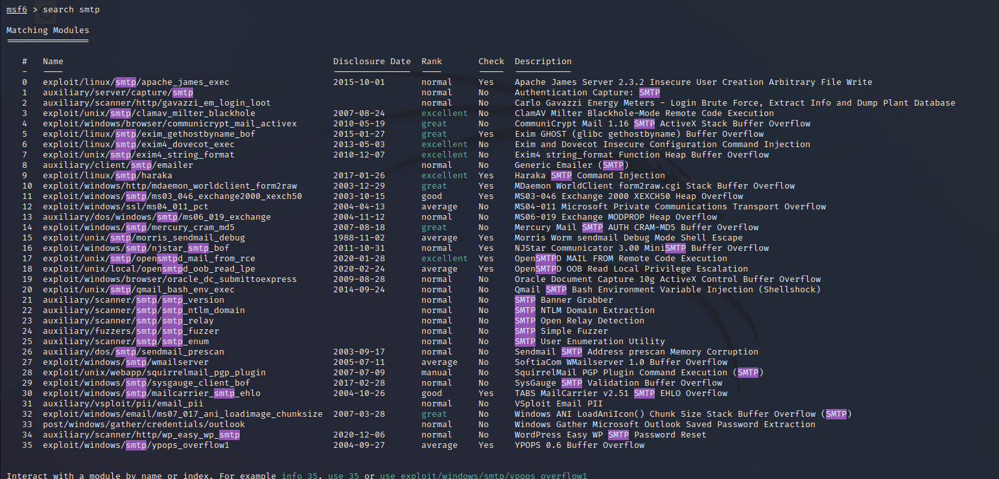 msf6 > search smtp
Matching Modules
================
# Name Disclosure Date Rank Check Description
- ---- --------------- ---- ----- -----------
0 exploit/linux/smtp/apache_james_exec 2015-10-01 normal Yes Apache James Server 2.3.2 Insecure User Creation Arbitrary File Write
1 auxiliary/server/capture/smtp normal No Authentication Capture: SMTP
2 auxiliary/scanner/http/gavazzi_em_login_loot normal No Carlo Gavazzi Energy Meters - Login Brute Force, Extract Info and Dump Plant Database
3 exploit/unix/smtp/clamav_milter_blackhole 2007-08-24 excellent No ClamAV Milter Blackhole-Mode Remote Code Execution
4 exploit/windows/browser/communicrypt_mail_activex 2010-05-19 great No CommuniCrypt Mail 1.16 SMTP ActiveX Stack Buffer Overflow
5 exploit/linux/smtp/exim_gethostbyname_bof 2015-01-27 great Yes Exim GHOST (glibc gethostbyname) Buffer Overflow
6 exploit/linux/smtp/exim4_dovecot_exec 2013-05-03 excellent No Exim and Dovecot Insecure Configuration Command Injection
7 exploit/unix/smtp/exim4_string_format 2010-12-07 excellent No Exim4 string_format Function Heap Buffer Overflow
8 auxiliary/client/smtp/emailer normal No Generic Emailer (SMTP)
9 exploit/linux/smtp/haraka 2017-01-26 excellent Yes Haraka SMTP Command Injection
10 exploit/windows/http/mdaemon_worldclient_form2raw 2003-12-29 great Yes MDaemon WorldClient form2raw.cgi Stack Buffer Overflow
11 exploit/windows/smtp/ms03_046_exchange2000_xexch50 2003-10-15 good Yes MS03-046 Exchange 2000 XEXCH50 Heap Overflow
12 exploit/windows/ssl/ms04_011_pct 2004-04-13 average No MS04-011 Microsoft Private Communications Transport Overflow
13 auxiliary/dos/windows/smtp/ms06_019_exchange 2004-11-12 normal No MS06-019 Exchange MODPROP Heap Overflow
14 exploit/windows/smtp/mercury_cram_md5 2007-08-18 great No Mercury Mail SMTP AUTH CRAM-MD5 Buffer Overflow
15 exploit/unix/smtp/morris_sendmail_debug 1988-11-02 average Yes Morris Worm sendmail Debug Mode Shell Escape
16 exploit/windows/smtp/njstar_smtp_bof 2011-10-31 normal Yes NJStar Communicator 3.00 MiniSMTP Buffer Overflow
17 exploit/unix/smtp/opensmtpd_mail_from_rce 2020-01-28 excellent Yes OpenSMTPD MAIL FROM Remote Code Execution
18 exploit/unix/local/opensmtpd_oob_read_lpe 2020-02-24 average Yes OpenSMTPD OOB Read Local Privilege Escalation
19 exploit/windows/browser/oracle_dc_submittoexpress 2009-08-28 normal No Oracle Document Capture 10g ActiveX Control Buffer Overflow
20 exploit/unix/smtp/qmail_bash_env_exec 2014-09-24 normal No Qmail SMTP Bash Environment Variable Injection (Shellshock)
21 auxiliary/scanner/smtp/smtp_version normal No SMTP Banner Grabber
22 auxiliary/scanner/smtp/smtp_ntlm_domain normal No SMTP NTLM Domain Extraction
23 auxiliary/scanner/smtp/smtp_relay normal No SMTP Open Relay Detection
24 auxiliary/fuzzers/smtp/smtp_fuzzer normal No SMTP Simple Fuzzer
25 auxiliary/scanner/smtp/smtp_enum normal No SMTP User Enumeration Utility
26 auxiliary/dos/smtp/sendmail_prescan 2003-09-17 normal No Sendmail SMTP Address prescan Memory Corruption
27 exploit/windows/smtp/wmailserver 2005-07-11 average No SoftiaCom WMailserver 1.0 Buffer Overflow
28 exploit/unix/webapp/squirrelmail_pgp_plugin 2007-07-09 manual No SquirrelMail PGP Plugin Command Execution (SMTP)
29 exploit/windows/smtp/sysgauge_client_bof 2017-02-28 normal No SysGauge SMTP Validation Buffer Overflow
30 exploit/windows/smtp/mailcarrier_smtp_ehlo 2004-10-26 good Yes TABS MailCarrier v2.51 SMTP EHLO Overflow
31 auxiliary/vsploit/pii/email_pii normal No VSploit Email PII
32 exploit/windows/email/ms07_017_ani_loadimage_chunksize 2007-03-28 great No Windows ANI LoadAniIcon() Chunk Size Stack Buffer Overflow (SMTP)
33 post/windows/gather/credentials/outlook normal No Windows Gather Microsoft Outlook Saved Password Extraction
34 auxiliary/scanner/http/wp_easy_wp_smtp 2020-12-06 normal No WordPress Easy WP SMTP Password Reset
35 exploit/windows/smtp/ypops_overflow1 2004-09-27 average Yes YPOPS 0.6 Buffer Overflow
Interact with a module by name or index. For example info 35, use 35 or use exploit/windows/smtp/ypops_overflow1